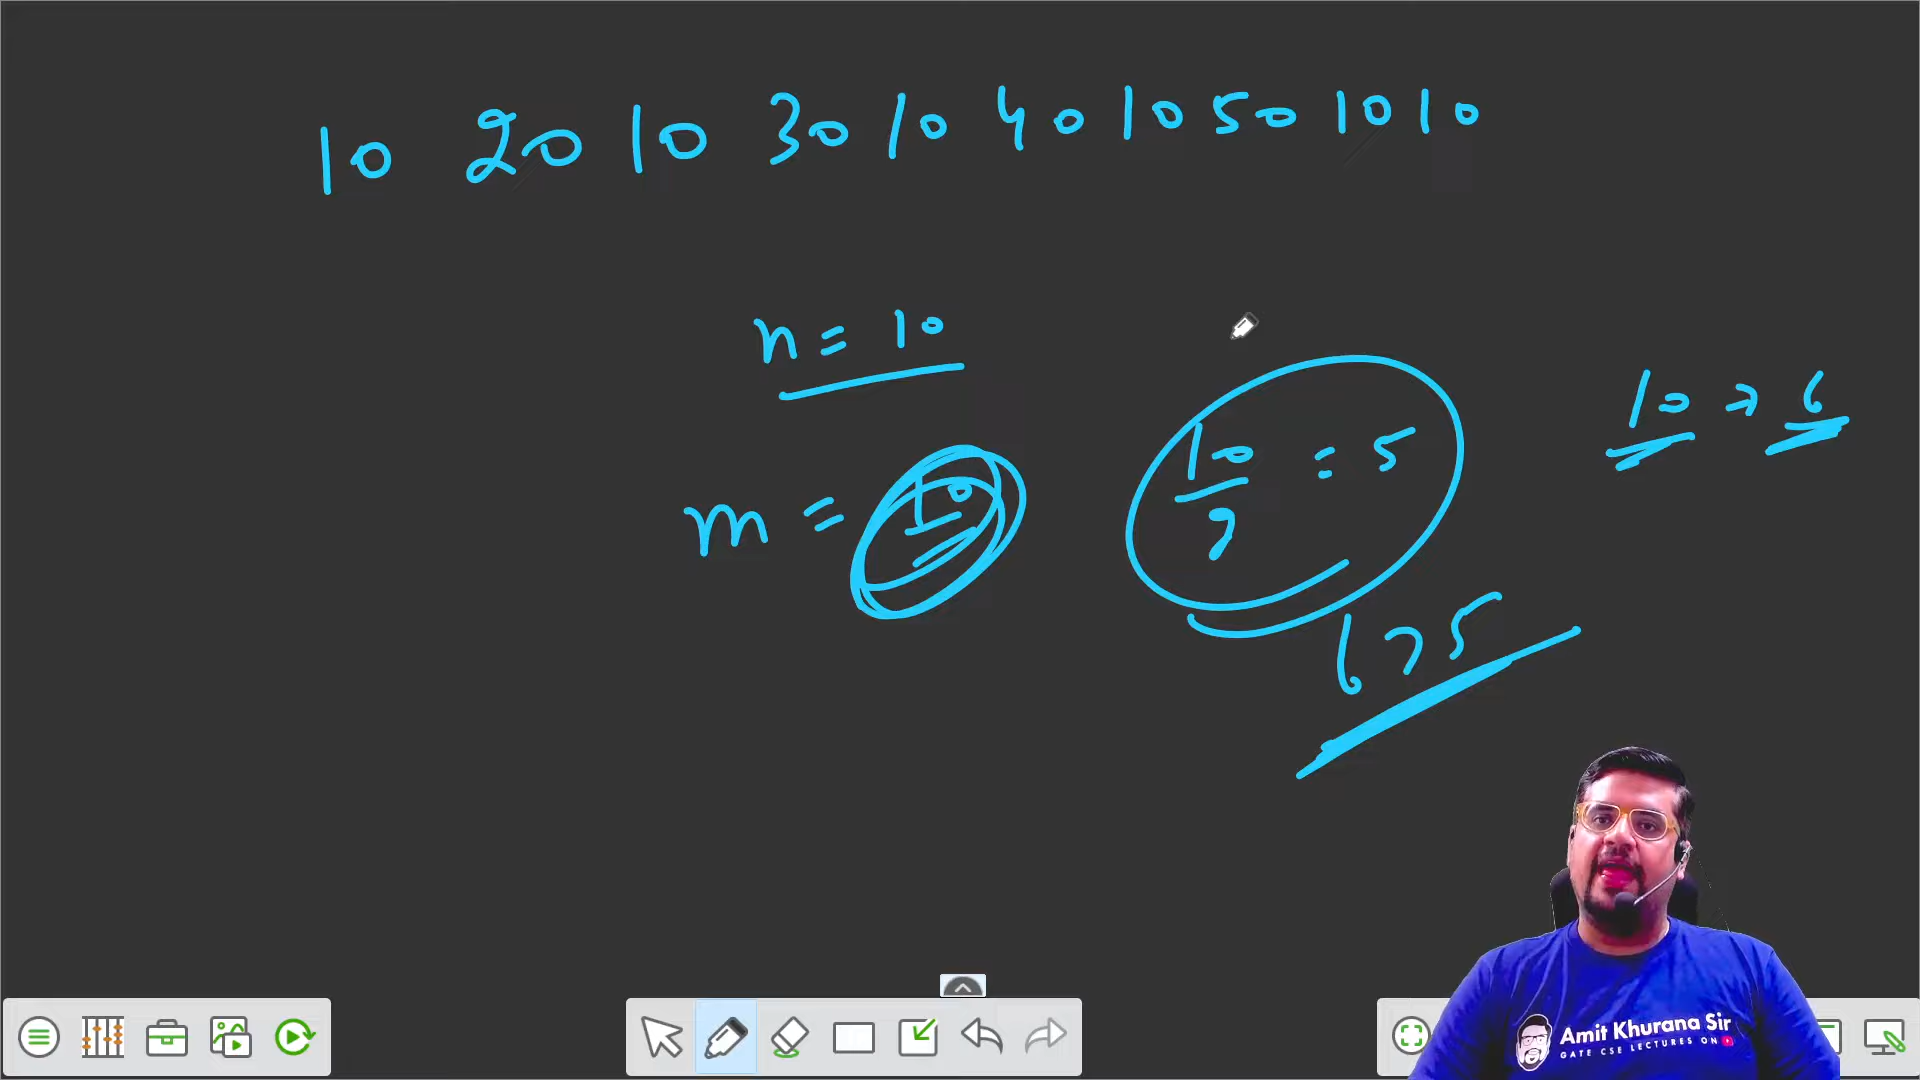 10 20 10 30 10 40 10 50 10 10
n = 10
m = 10
10/2 = 5
10 → 6
6 > 5
Amit Khurana Sir
GATE CSE LECTURES ON